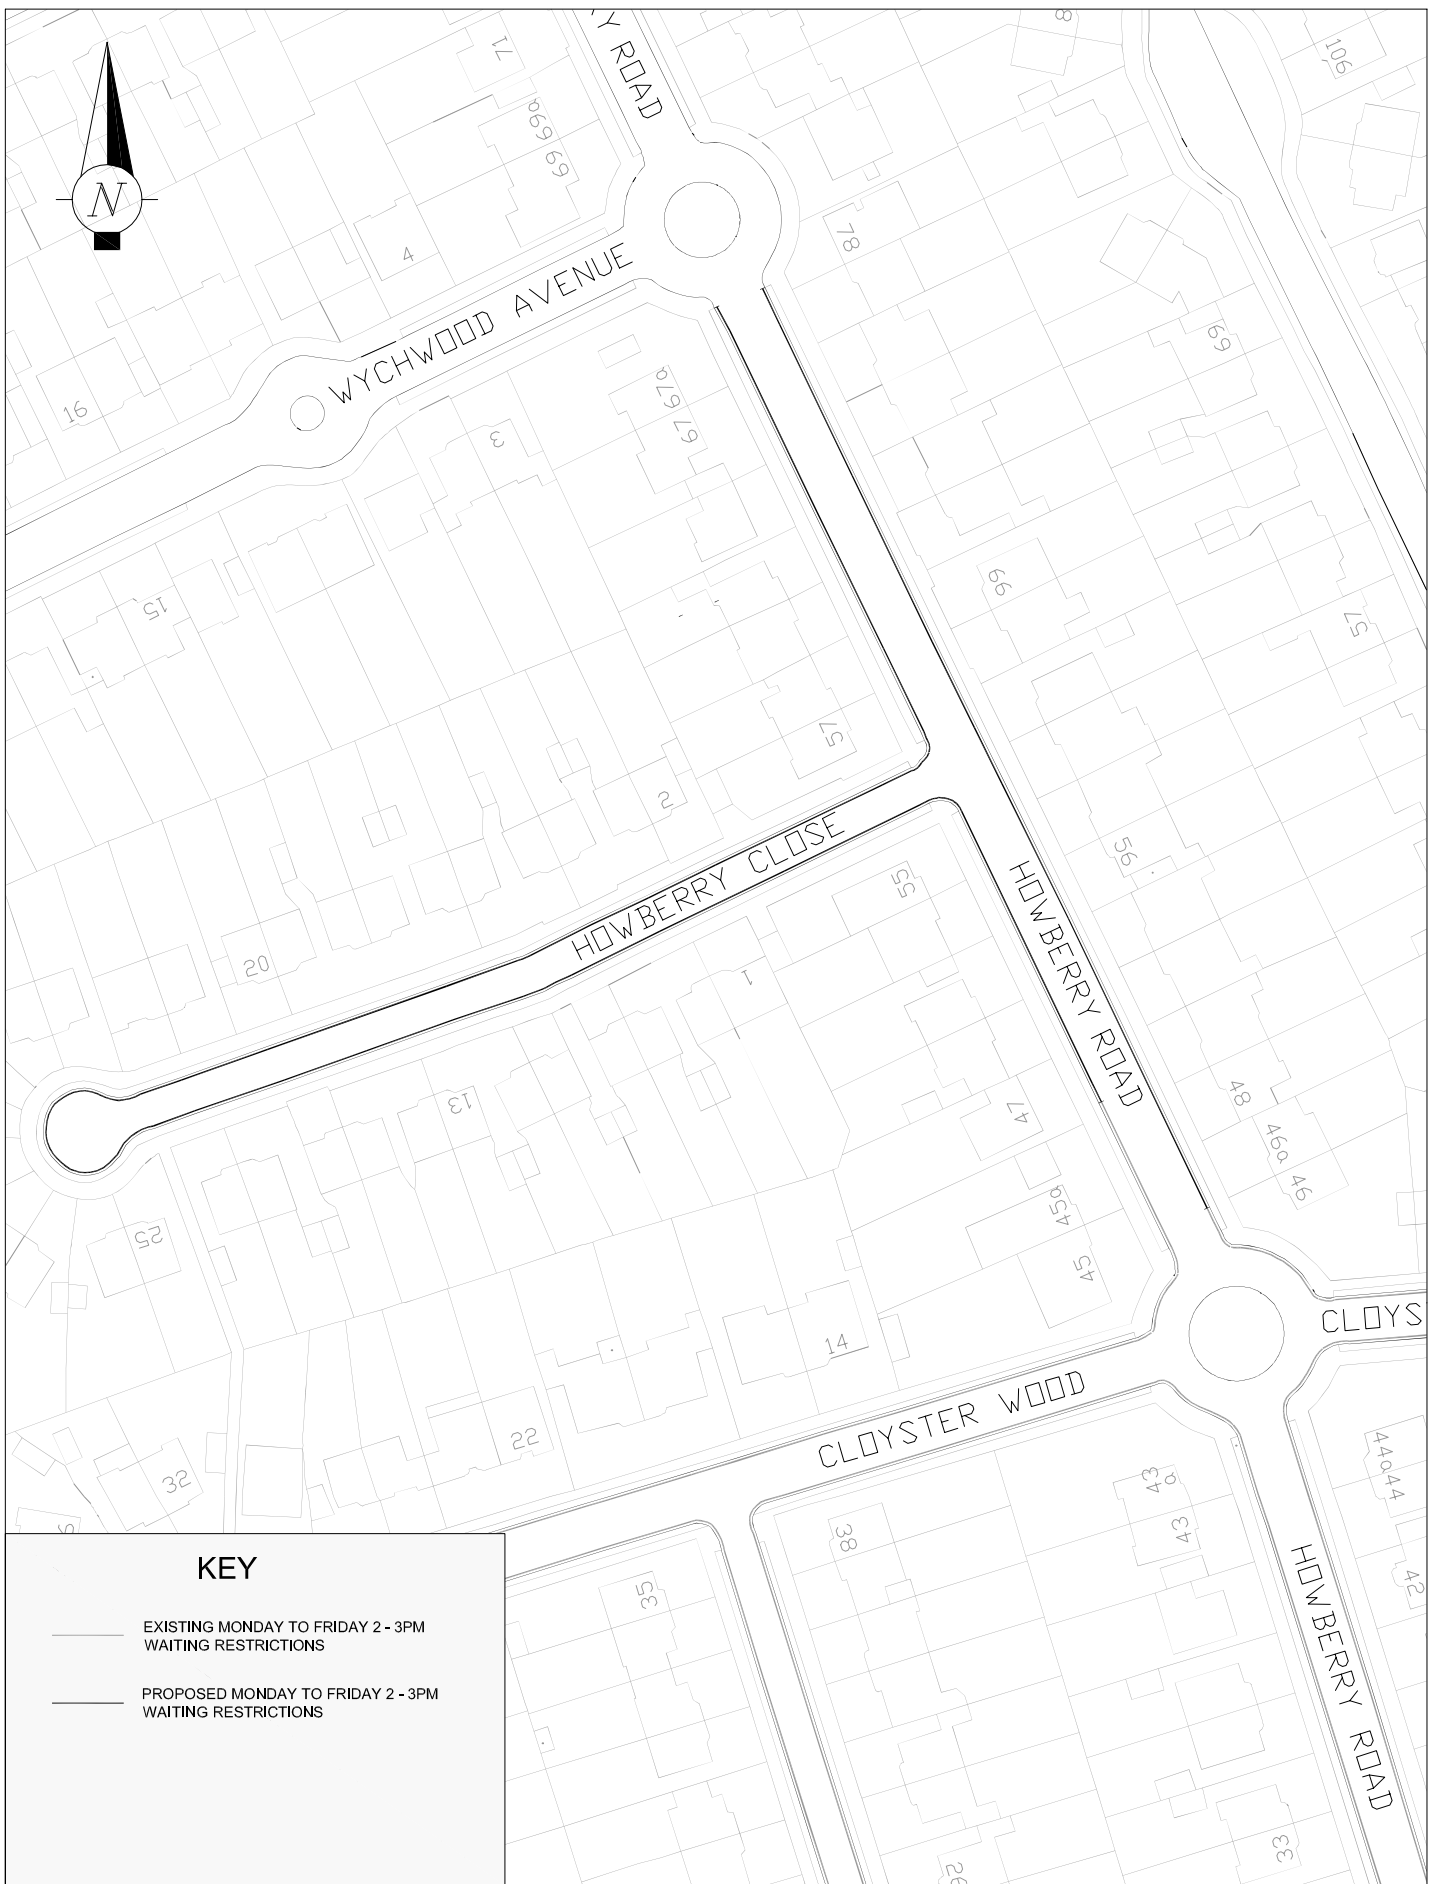 Y ROAD
71
8
106
69a
69
N
4
78
WYCHWOOD AVENUE
69
16
67a
67
3
66
15
57
57
2
56
HOWBERRY CLOSE
55
HOWBERRY ROAD
20
1
13
47
48
46a
46
45a
25
45
14
CLOYS
CLOYSTER WOOD
22
32
44a
44
43
a
43
38
42
35
HOWBERRY ROAD
33
KEY
EXISTING MONDAY TO FRIDAY 2 - 3PM
WAITING RESTRICTIONS
PROPOSED MONDAY TO FRIDAY 2 - 3PM
WAITING RESTRICTIONS